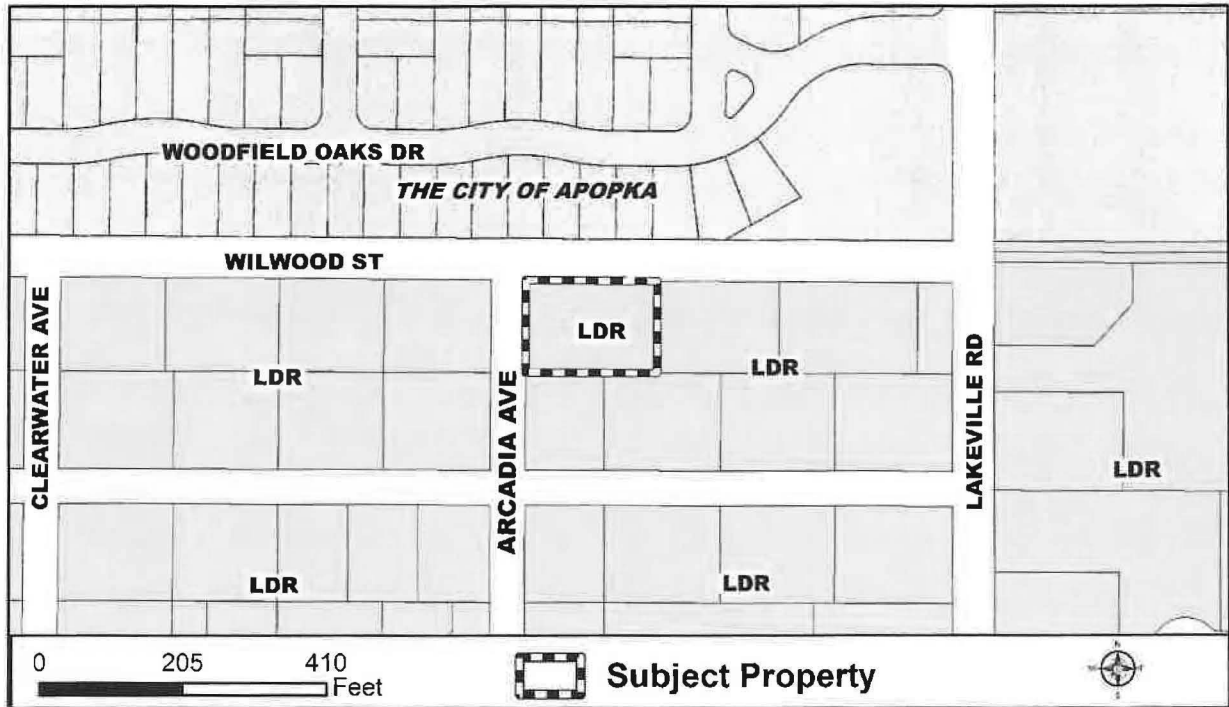 WOODFIELD OAKS DR
THE CITY OF APOPKA
WILWOOD ST
CLEARWATER AVE
ARCADIA AVE
LAKEVILLE RD
LDR
LDR
LDR
LDR
LDR
LDR
0 205 410
Feet
Subject Property
N
W
S